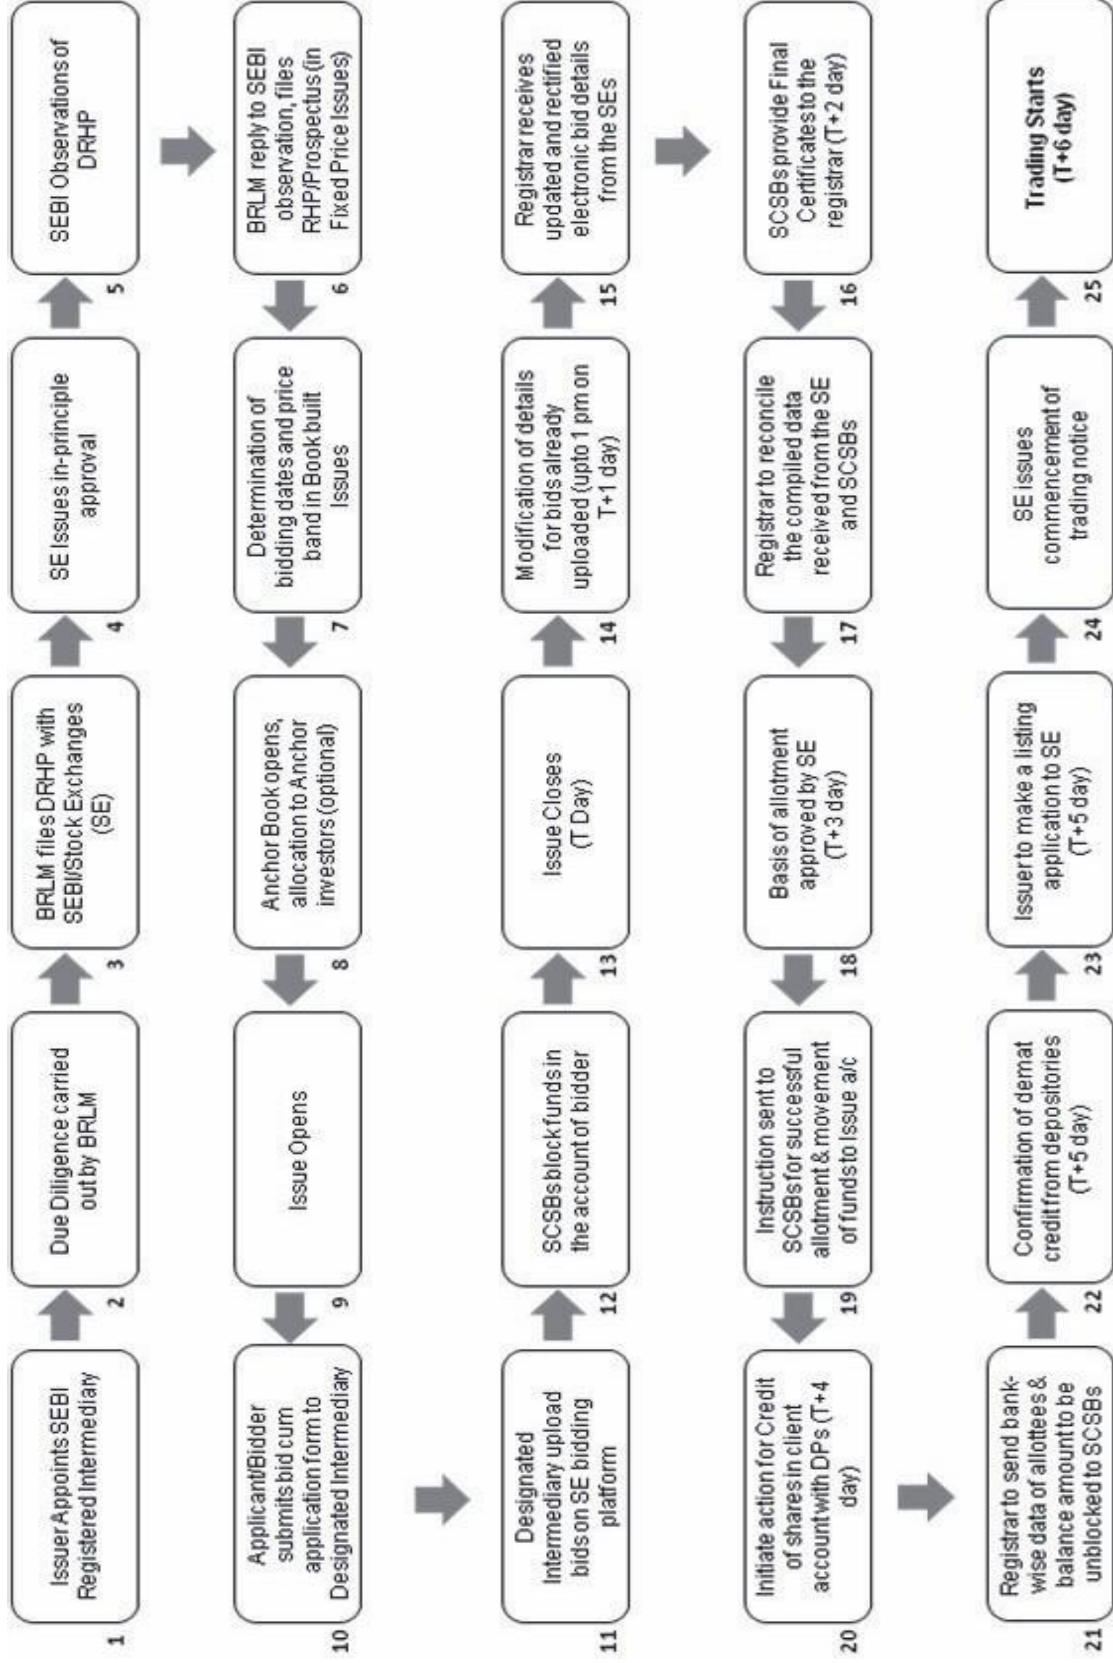 1
Issuer Appoints SEBI
Registered Intermediary
2
Due Diligence carried
out by BRLM
3
BRLM files DRHP with
SEBI/Stock Exchanges
(SE)
4
SE Issues in-principle
approval
5
SEBI Observations of
DRHP
6
BRLM reply to SEBI
observation, files
RHP/Prospectus (in
Fixed Price Issues)
7
Determination of
bidding dates and price
band in Book built
Issues
8
Anchor Book opens,
allocation to Anchor
investors (optional)
9
Issue Opens
10
Applicant/Bidder
submits bid cum
application form to
Designated Intermediary
11
Designated
Intermediary upload
bids on SE bidding
platform
12
SCSBs block funds in
the account of bidder
13
Issue Closes
(T Day)
14
Modification of details
for bids already
uploaded (upto 1 pm on
T+1 day)
15
Registrar receives
updated and rectified
electronic bid details
from the SEs
16
SCSBs provide Final
Certificates to the
registrar (T+2 day)
17
Registrar to reconcile
the compiled data
received from the SE
and SCSBs
18
Basis of allotment
approved by SE
(T+3 day)
19
Instruction sent to
SCSBs for successful
allotment & movement
of funds to Issue a/c
20
Initiate action for Credit
of shares in client
account with DPs (T+4
day)
21
Registrar to send bank-
wise data of allottees &
balance amount to be
unblocked to SCSBs
22
Confirmation of demat
credit from depositories
(T+5 day)
23
Issuer to make a listing
application to SE
(T+5 day)
24
SE Issues
commencement of
trading notice
25
Trading Starts
(T+6 day)